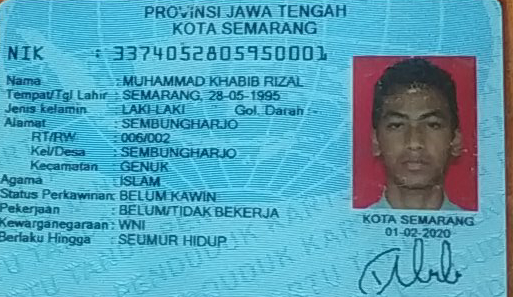 PROVINSI JAWA TENGAH
KOTA SEMARANG
NIK : 3374052805950001
Nama : MUHAMMAD KHABIB RIZAL
Tempat/Tgl Lahir : SEMARANG, 28-05-1995
Jenis kelamin : LAKI-LAKI Gol. Darah :-
Alamat : SEMBUNGHARJO
RT/RW : 006/002
Kel/Desa : SEMBUNGHARJO
Kecamatan : GENUK
Agama : ISLAM
Status Perkawinan: BELUM KAWIN
Pekerjaan : BELUM/TIDAK BEKERJA
Kewarganegaraan : WNI
Berlaku Hingga : SEUMUR HIDUP
KOTA SEMARANG
01-02-2020